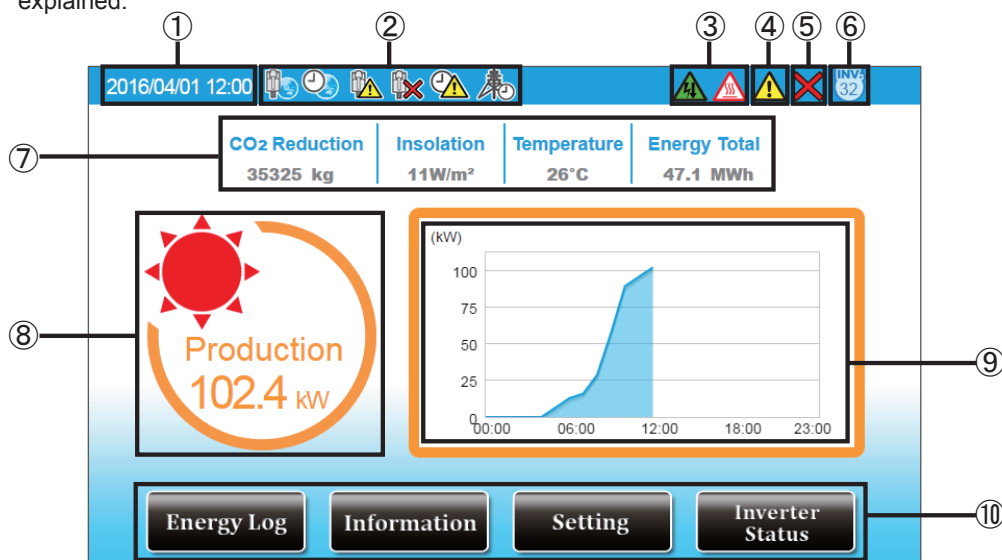 explained:
① ② ③ ④ ⑤ ⑥
2016/04/01 12:00
INV.
32
⑦
CO2 Reduction Insolation Temperature Energy Total
35325 kg 11W/m² 26°C 47.1 MWh
⑧
Production
102.4 kW
(kW)
100
75
50
25
0
00:00 06:00 12:00 18:00 23:00
⑨
Energy Log Information Setting Inverter Status
⑩